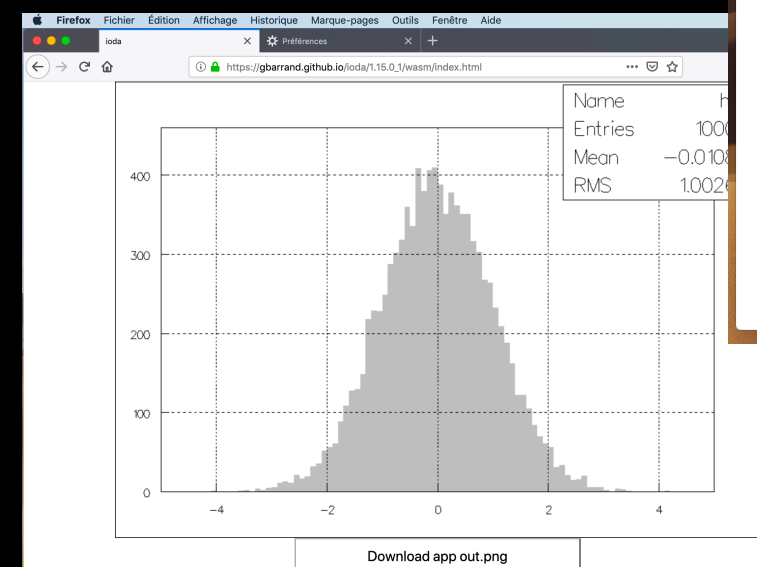 Firefox Fichier Édition Affichage Historique Marque-pages Outils Fenêtre Aide
ioda Préférences
https://gbarrand.github.io/ioda/1.15.0_1/wasm/index.html
Name
Entries
Mean
RMS
400
300
200
100
0
−4 −2 0 2 4
Download app out.png